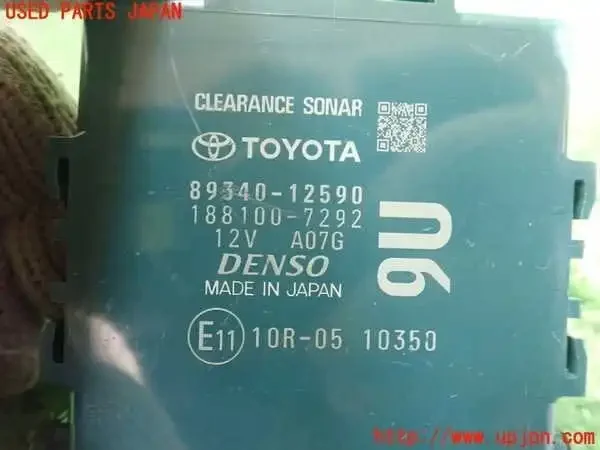 USED PARTS JAPAN
CLEARANCE SONAR
TOYOTA
89340-12590
188100-7292
12V A07G
DENSO
MADE IN JAPAN
U6
E11 10R-05 10350
http://www.upjpn.com/